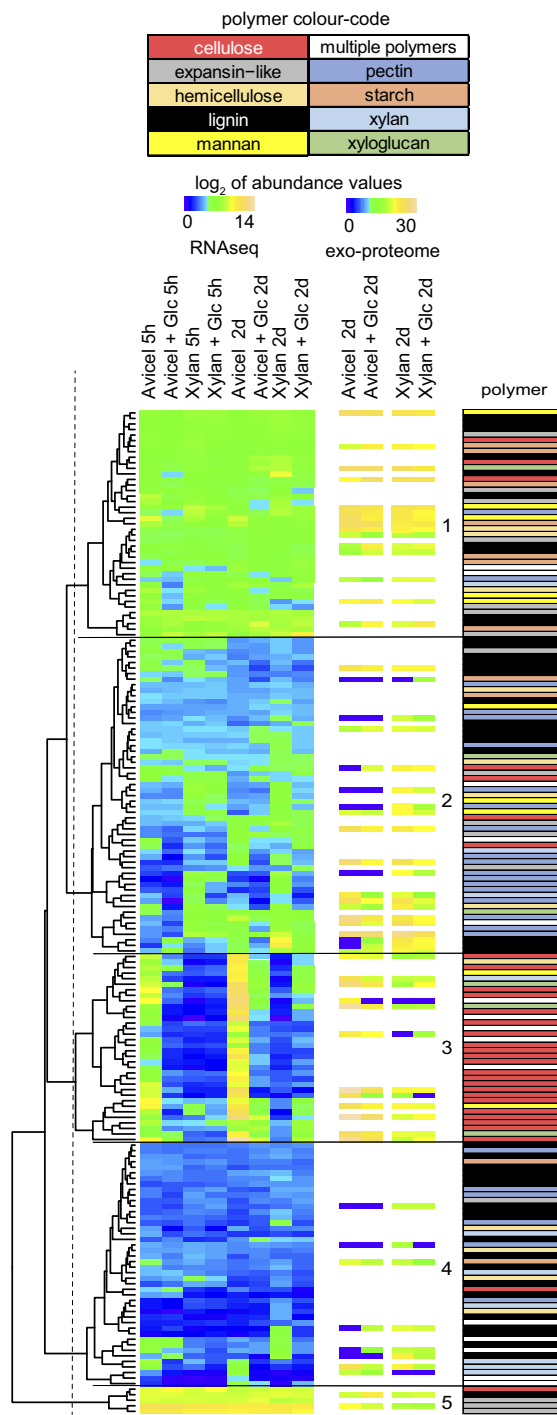 polymer colour-code
cellulose multiple polymers
expansin−like pectin
hemicellulose starch
lignin xylan
mannan xyloglucan
log2 of abundance values
0 14 0 30
RNAseq exo-proteome
Avicel 5h
Avicel + Glc 5h
Xylan 5h
Xylan + Glc 5h
Avicel 2d
Avicel + Glc 2d
Xylan 2d
Xylan + Glc 2d
Avicel 2d
Avicel + Glc 2d
Xylan 2d
Xylan + Glc 2d
polymer
1
2
3
4
5